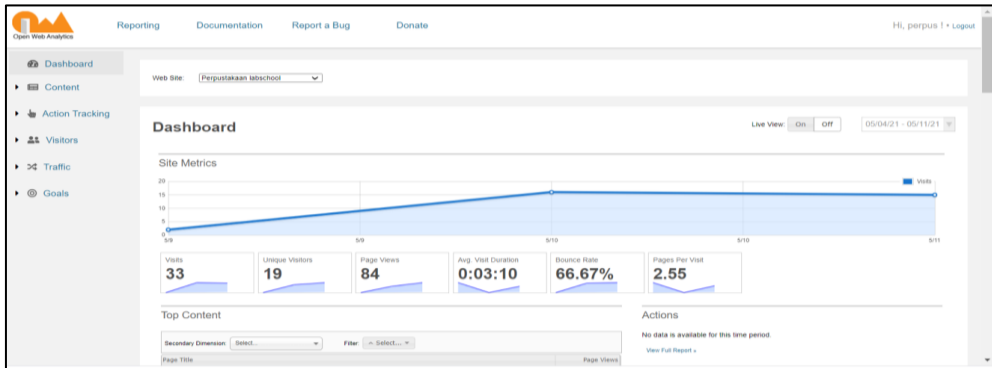 Open Web Analytics
Reporting Documentation Report a Bug Donate
Hi, perpus ! • Logout
Dashboard
Content
Action Tracking
Visitors
Traffic
Goals
Web Site: Perpustakaan labschool
Dashboard
Live View: On Off 05/04/21 - 05/11/21
Site Metrics
Visits
20
15
10
5
0
5/9 5/9 5/10 5/10 5/11
Visits
33
Unique Visitors
19
Page Views
84
Avg. Visit Duration
0:03:10
Bounce Rate
66.67%
Pages Per Visit
2.55
Top Content
Secondary Dimension: Select... Filter: Select...
Page Title Page Views
Actions
No data is available for this time period.
View Full Report »